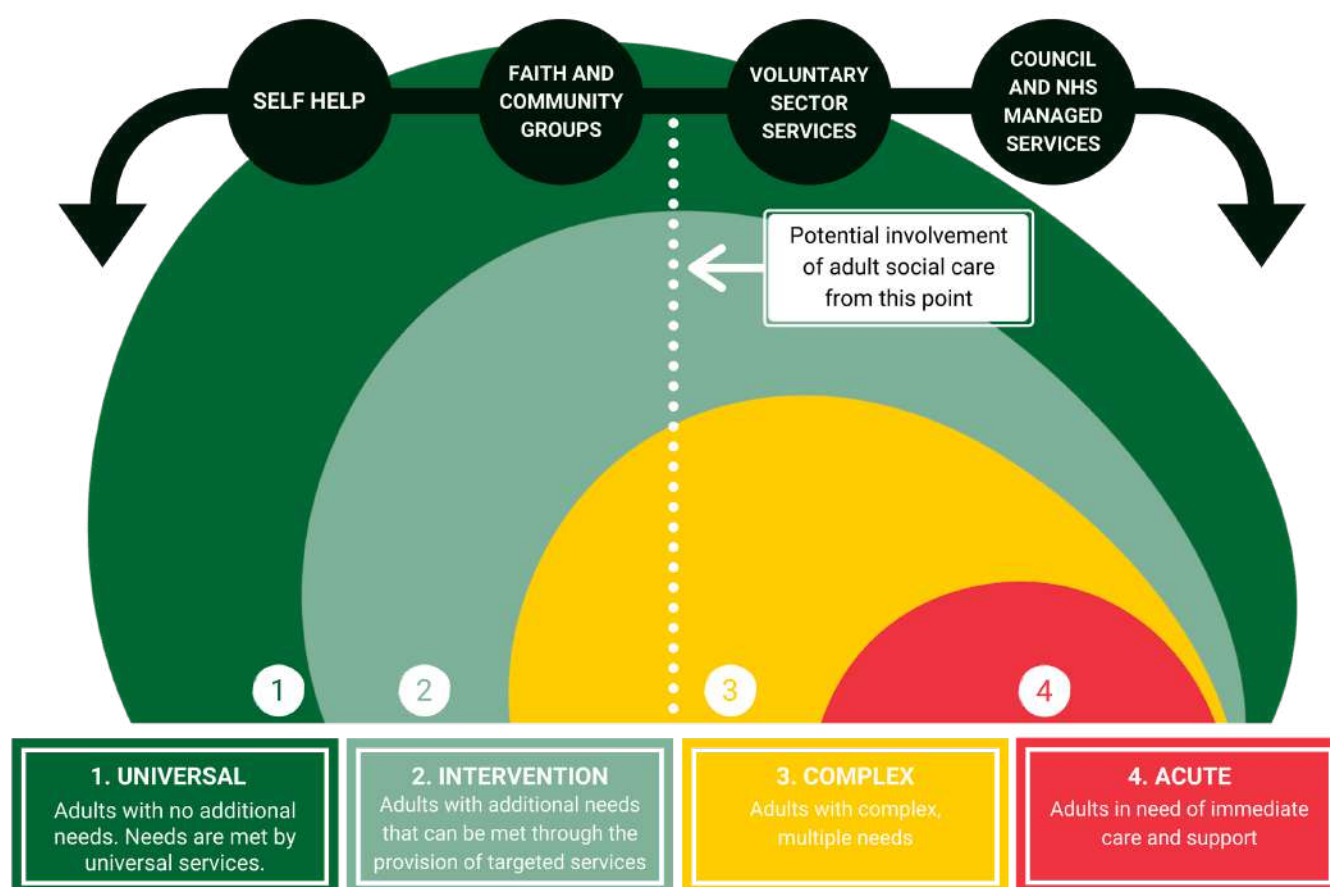 SELF HELP
FAITH AND
COMMUNITY
GROUPS
VOLUNTARY
SECTOR
SERVICES
COUNCIL
AND NHS
MANAGED
SERVICES
Potential involvement
of adult social care
from this point
1
2
3
4
1. UNIVERSAL
Adults with no additional
needs. Needs are met by
universal services.
2. INTERVENTION
Adults with additional needs
that can be met through the
provision of targeted services
3. COMPLEX
Adults with complex,
multiple needs
4. ACUTE
Adults in need of immediate
care and support